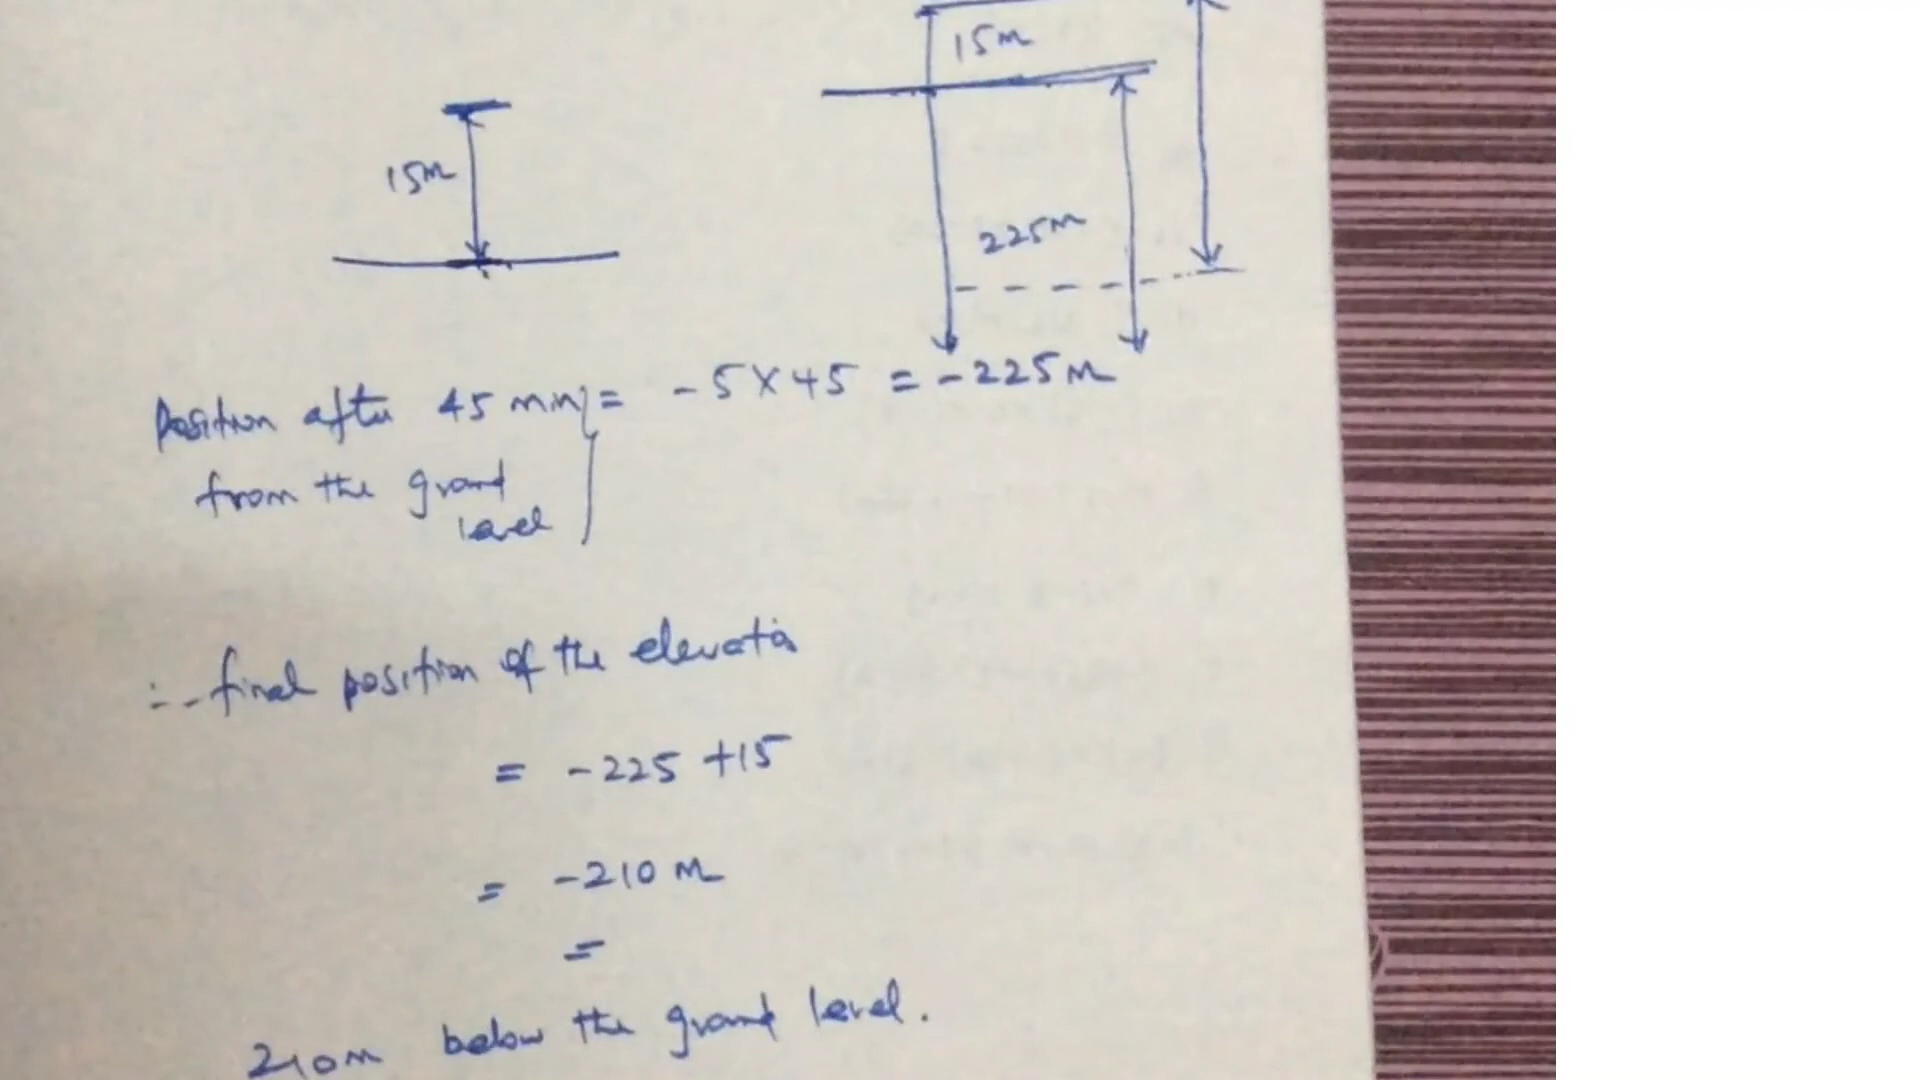 15m
15m
225m
Position after 45 min = -5 x 45 = -225 m
from the ground
level
∴ final position of the elevator
= -225 +15
= -210 m
=
210m below the ground level.